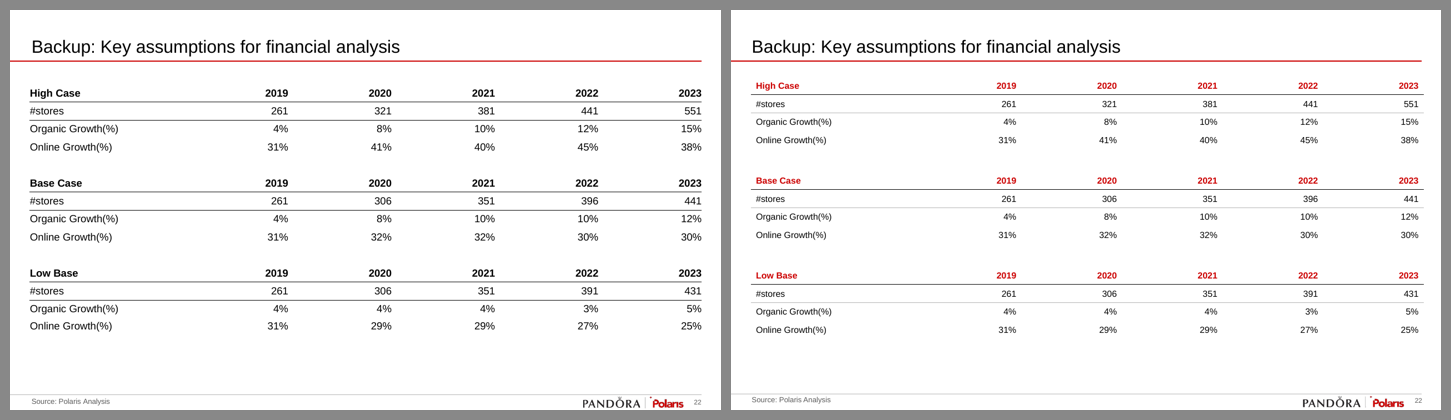 Backup: Key assumptions for financial analysis
High Case 2019 2020 2021 2022 2023
#stores 261 321 381 441 551
Organic Growth(%) 4% 8% 10% 12% 15%
Online Growth(%) 31% 41% 40% 45% 38%
Base Case 2019 2020 2021 2022 2023
#stores 261 306 351 396 441
Organic Growth(%) 4% 8% 10% 10% 12%
Online Growth(%) 31% 32% 32% 30% 30%
Low Base 2019 2020 2021 2022 2023
#stores 261 306 351 391 431
Organic Growth(%) 4% 4% 4% 3% 5%
Online Growth(%) 31% 29% 29% 27% 25%
Source: Polaris Analysis
PANDÖRA Polaris 22
Backup: Key assumptions for financial analysis
High Case 2019 2020 2021 2022 2023
#stores 261 321 381 441 551
Organic Growth(%) 4% 8% 10% 12% 15%
Online Growth(%) 31% 41% 40% 45% 38%
Base Case 2019 2020 2021 2022 2023
#stores 261 306 351 396 441
Organic Growth(%) 4% 8% 10% 10% 12%
Online Growth(%) 31% 32% 32% 30% 30%
Low Base 2019 2020 2021 2022 2023
#stores 261 306 351 391 431
Organic Growth(%) 4% 4% 4% 3% 5%
Online Growth(%) 31% 29% 29% 27% 25%
Source: Polaris Analysis
PANDÖRA Polaris 22